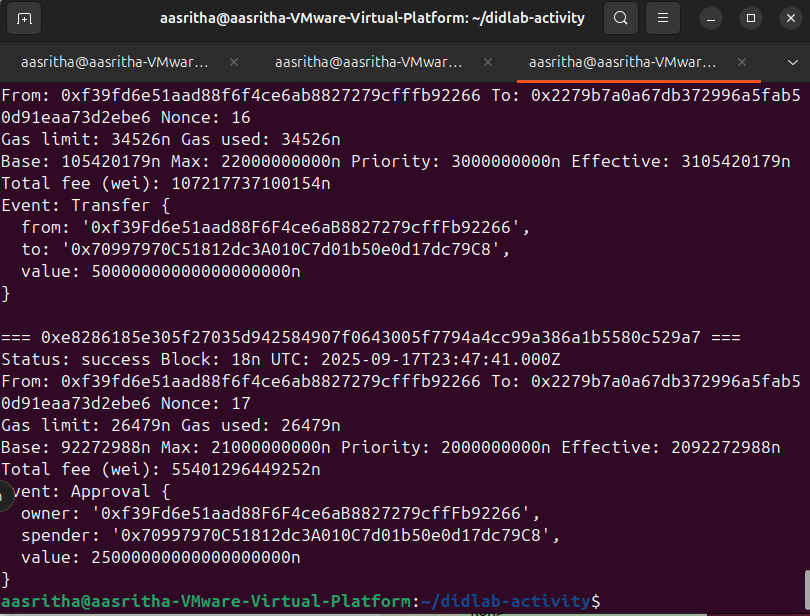 aasritha@aasritha-VMware-Virtual-Platform: ~/didlab-activity
aasritha@aasritha-VMwar... aasritha@aasritha-VMwar... aasritha@aasritha-VMwar...
From: 0xf39fd6e51aad88f6f4ce6ab8827279cfffb92266 To: 0x2279b7a0a67db372996a5fab5
0d91eaa73d2ebe6 Nonce: 16
Gas limit: 34526n Gas used: 34526n
Base: 105420179n Max: 22000000000n Priority: 3000000000n Effective: 3105420179n
Total fee (wei): 107217737100154n
Event: Transfer {
  from: '0xf39Fd6e51aad88F6F4ce6aB8827279cffFb92266',
  to: '0x70997970C51812dc3A010C7d01b50e0d17dc79C8',
  value: 50000000000000000000n
}
=== 0xe8286185e305f27035d942584907f0643005f7794a4cc99a386a1b5580c529a7 ===
Status: success Block: 18n UTC: 2025-09-17T23:47:41.000Z
From: 0xf39fd6e51aad88f6f4ce6ab8827279cfffb92266 To: 0x2279b7a0a67db372996a5fab5
0d91eaa73d2ebe6 Nonce: 17
Gas limit: 26479n Gas used: 26479n
Base: 92272988n Max: 21000000000n Priority: 2000000000n Effective: 2092272988n
Total fee (wei): 55401296449252n
vent: Approval {
  owner: '0xf39Fd6e51aad88F6F4ce6aB8827279cffFb92266',
  spender: '0x70997970C51812dc3A010C7d01b50e0d17dc79C8',
  value: 25000000000000000000n
}
aasritha@aasritha-VMware-Virtual-Platform:~/didlab-activity$